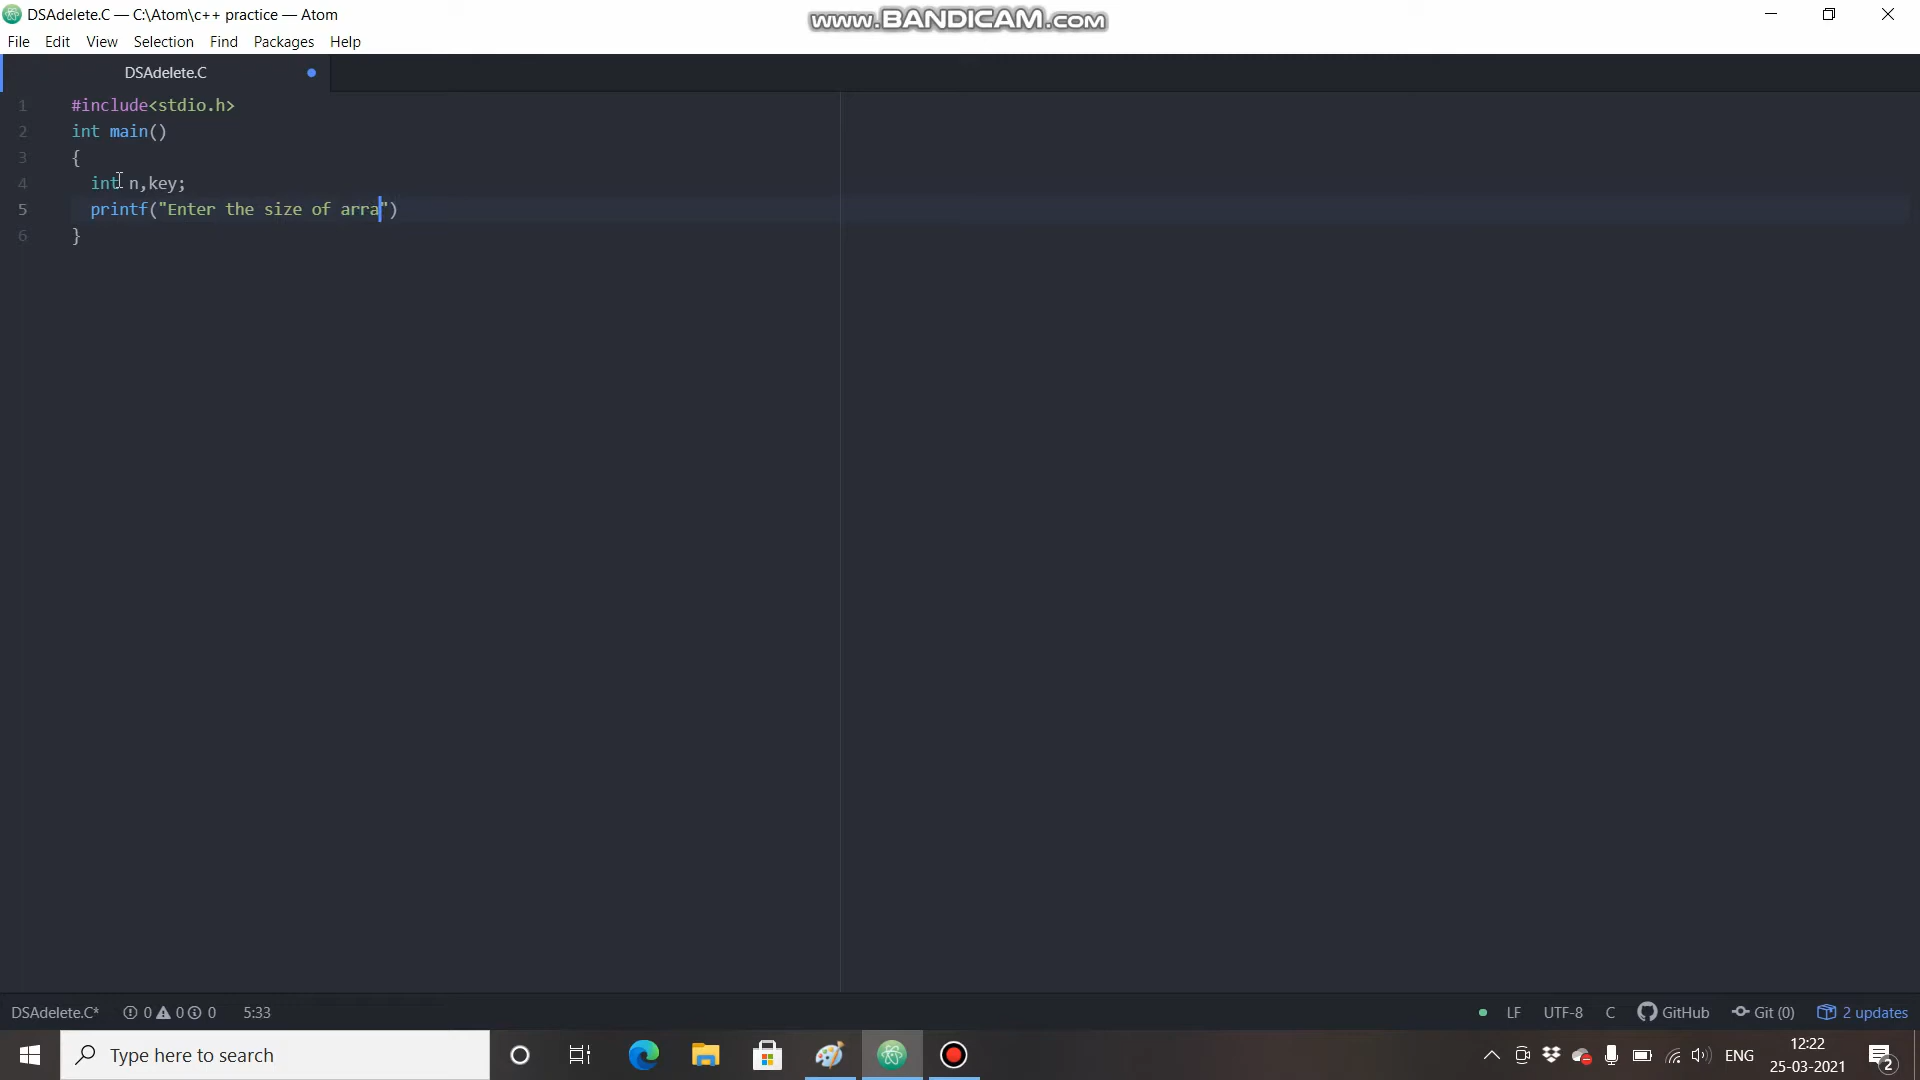 DSAdelete.C — C:\Atom\c++ practice — Atom
www.BANDICAM.com
File Edit View Selection Find Packages Help
DSAdelete.C
1 #include<stdio.h>
2 int main()
3 {
4 int n,key;
5 printf("Enter the size of arra")
6 }
DSAdelete.C* 0 0 0 5:33 LF UTF-8 C GitHub Git (0) 2 updates
Type here to search ENG 12:22
25-03-2021 2